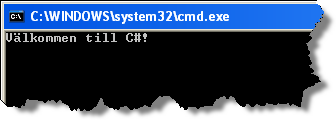 C:\WINDOWS\system32\cmd.exe
Välkommen till C#!